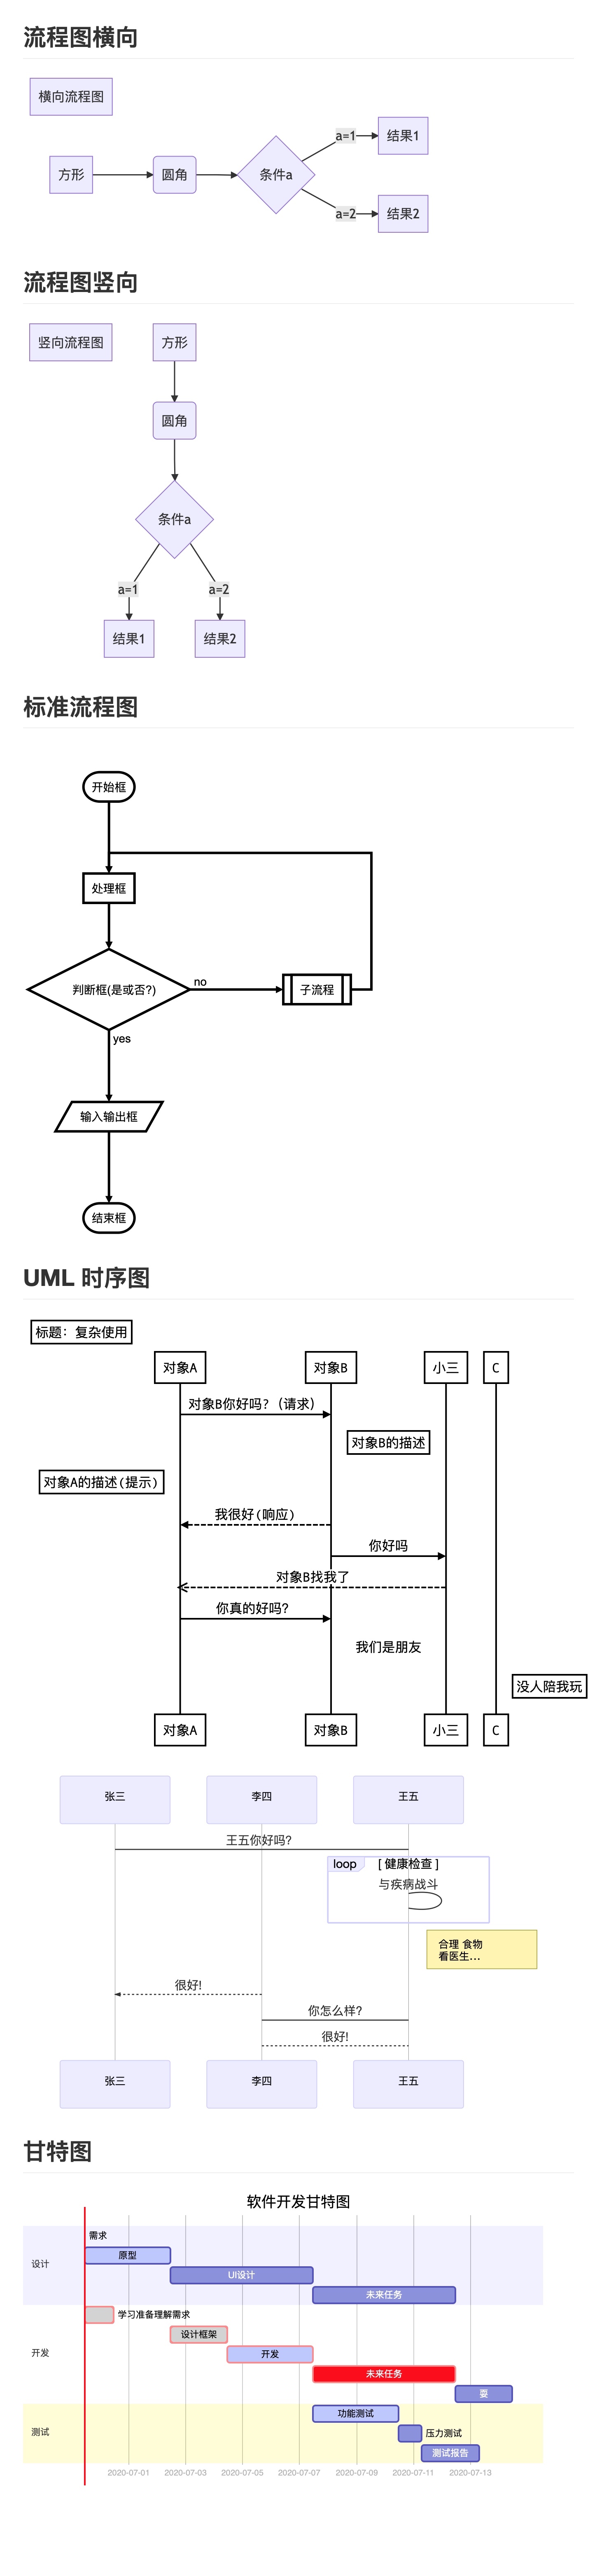 流程图横向
横向流程图
方形
圆角
条件a
a=1
结果1
a=2
结果2
流程图竖向
竖向流程图
方形
圆角
条件a
a=1
a=2
结果1
结果2
标准流程图
开始框
处理框
判断框(是或否?)
no
子流程
yes
输入输出框
结束框
UML 时序图
标题：复杂使用
对象A
对象B
小三
C
对象B你好吗?（请求）
对象B的描述
对象A的描述(提示)
我很好(响应)
你好吗
对象B找我了
你真的好吗?
我们是朋友
没人陪我玩
对象A
对象B
小三
C
张三
李四
王五
王五你好吗?
loop
[ 健康检查 ]
与疾病战斗
合理 食物
看医生...
很好!
你怎么样?
很好!
张三
李四
王五
甘特图
软件开发甘特图
设计
需求
原型
UI设计
未来任务
开发
学习准备理解需求
设计框架
开发
未来任务
耍
测试
功能测试
压力测试
测试报告
2020-07-01
2020-07-03
2020-07-05
2020-07-07
2020-07-09
2020-07-11
2020-07-13